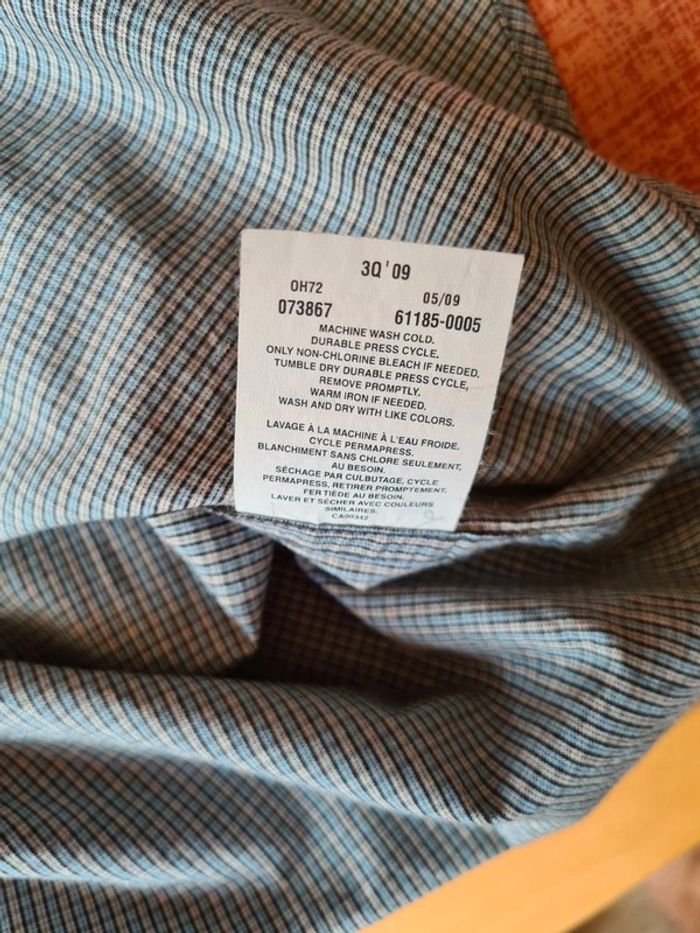 3Q '09
OH72 05/09
073867 61185-0005
MACHINE WASH COLD.
DURABLE PRESS CYCLE.
ONLY NON-CHLORINE BLEACH IF NEEDED,
TUMBLE DRY DURABLE PRESS CYCLE,
REMOVE PROMPTLY.
WARM IRON IF NEEDED.
WASH AND DRY WITH LIKE COLORS.
LAVAGE À LA MACHINE À L'EAU FROIDE.
CYCLE PERMAPRESS.
BLANCHIMENT SANS CHLORE SEULEMENT,
AU BESOIN.
SÉCHAGE PAR CULBUTAGE, CYCLE
PERMAPRESS, RETIRER PROMPTEMENT.
FER TIÈDE AU BESOIN.
LAVER ET SÉCHER AVEC COULEURS
SIMILAIRES.
CA00342